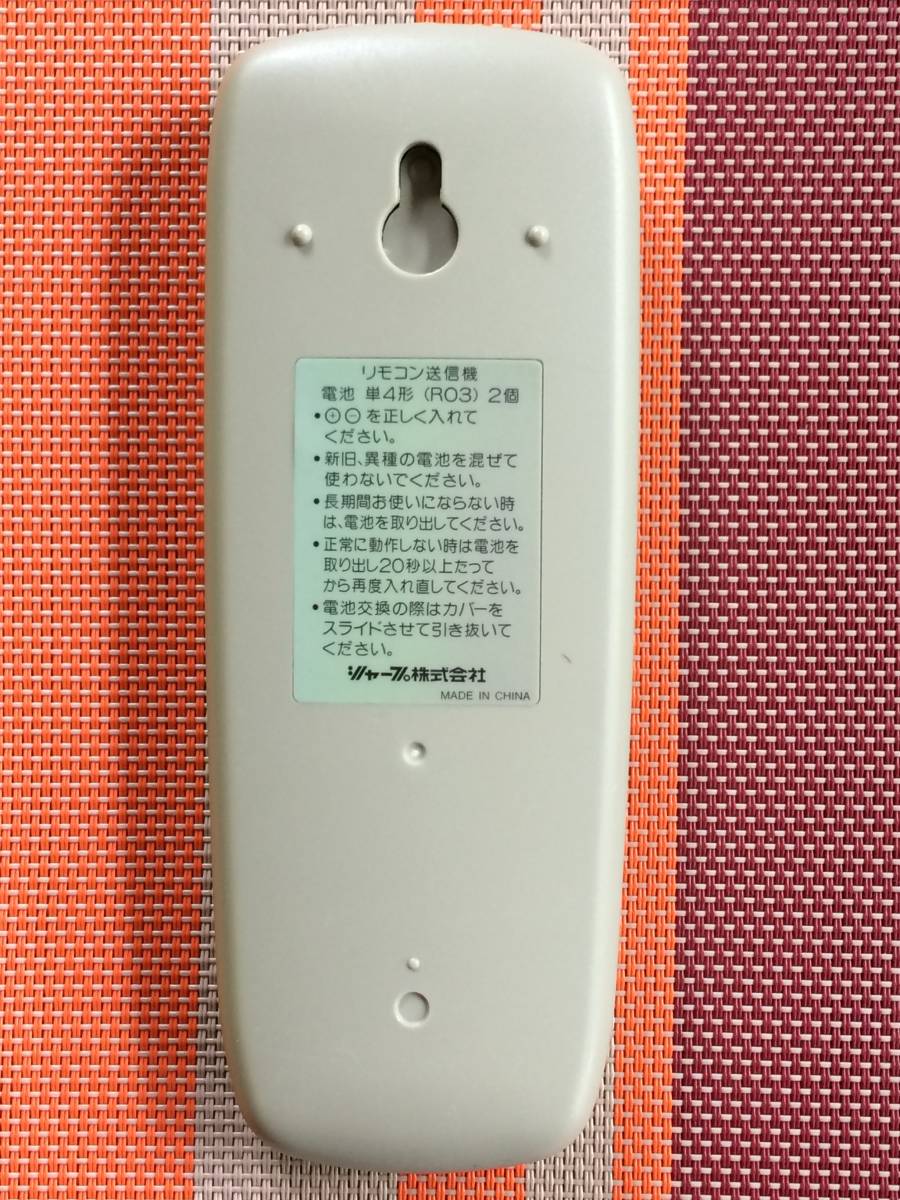 リモコン送信機
電池 単4形 (R03) 2個
•⊕⊖を正しく入れて
ください。
•新旧、異種の電池を混ぜて
使わないでください。
•長期間お使いにならない時
は、電池を取り出してください。
•正常に動作しない時は電池を
取り出し20秒以上たって
から再度入れ直してください。
•電池交換の際はカバーを
スライドさせて引き抜いて
ください。
シャープ株式会社
MADE IN CHINA